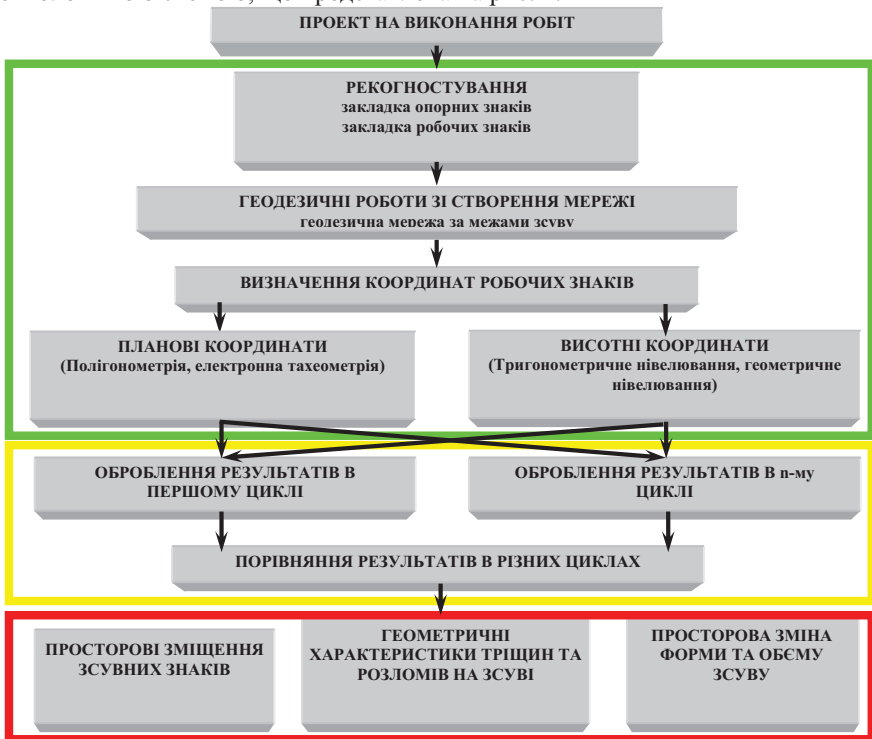 ПРОЕКТ НА ВИКОНАННЯ РОБІТ
РЕКОГНОСТУВАННЯ
закладка опорних знаків
закладка робочих знаків
ГЕОДЕЗИЧНІ РОБОТИ ЗІ СТВОРЕННЯ МЕРЕЖІ
геодезична мережа за межами зсуву
ВИЗНАЧЕННЯ КООРДИНАТ РОБОЧИХ ЗНАКІВ
ПЛАНОВІ КООРДИНАТИ
(Полігонометрія, електронна тахеометрія)
ВИСОТНІ КООРДИНАТИ
(Тригонометричне нівелювання, геометричне
нівелювання)
ОБРОБЛЕННЯ РЕЗУЛЬТАТІВ В
ПЕРШОМУ ЦИКЛІ
ОБРОБЛЕННЯ РЕЗУЛЬТАТІВ В n-му
ЦИКЛІ
ПОРІВНЯННЯ РЕЗУЛЬТАТІВ В РІЗНИХ ЦИКЛАХ
ПРОСТОРОВІ ЗМІЩЕННЯ
ЗСУВНИХ ЗНАКІВ
ГЕОМЕТРИЧНІ
ХАРАКТЕРИСТИКИ ТРІЩИН ТА
РОЗЛОМІВ НА ЗСУВІ
ПРОСТОРОВА ЗМІНА
ФОРМИ ТА ОБЄМУ
ЗСУВУ